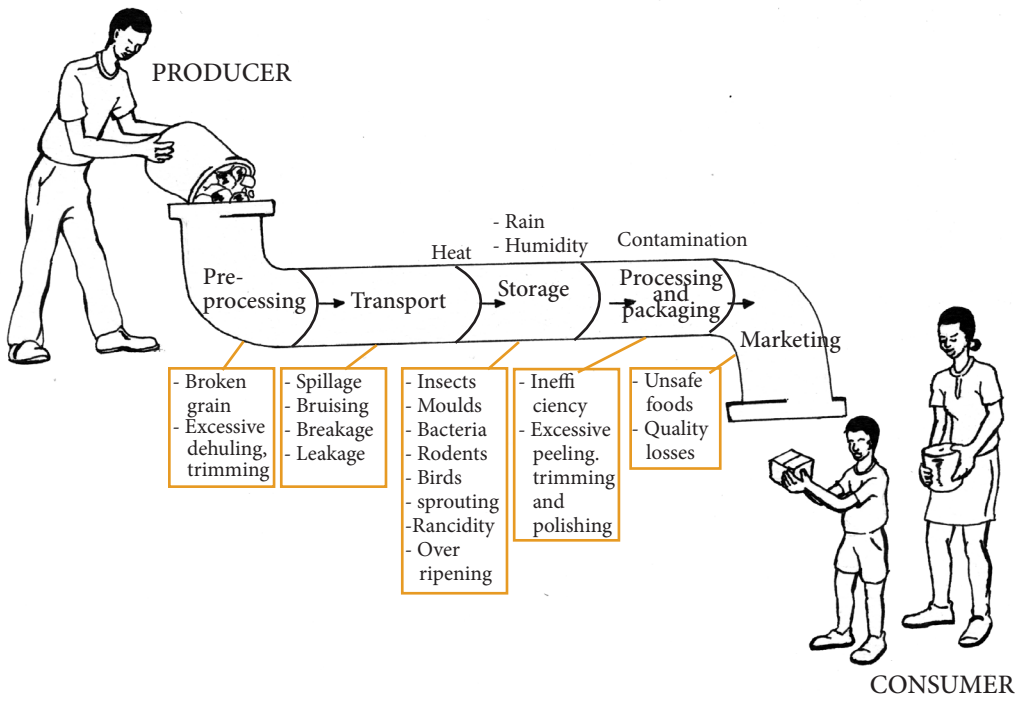 PRODUCER
- Rain
- Humidity
Heat
Contamination
Pre-
processing
Transport
Storage
Processing
and
packaging
Marketing
- Broken
grain
- Excessive
dehuling,
trimming
- Spillage
- Bruising
- Breakage
- Leakage
- Insects
- Moulds
- Bacteria
- Rodents
- Birds
- sprouting
-Rancidity
- Over
ripening
- Ineffi
ciency
- Excessive
peeling.
trimming
and
polishing
- Unsafe
foods
- Quality
losses
CONSUMER